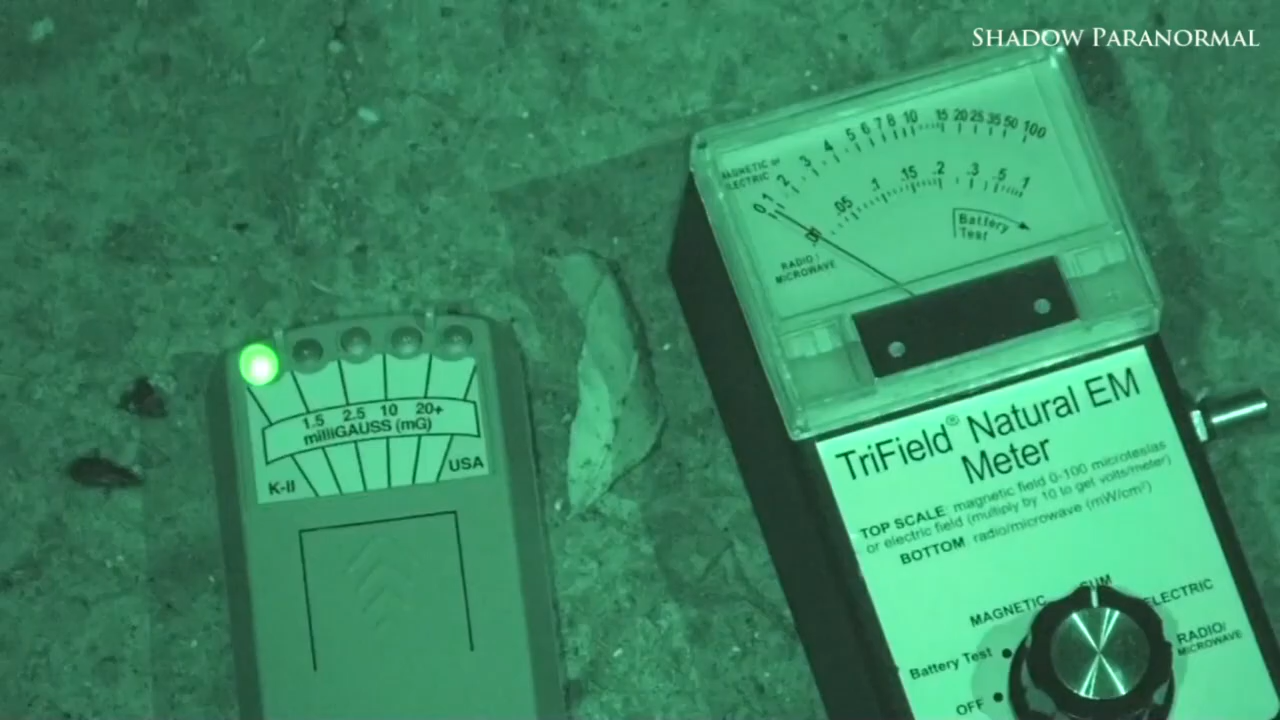 SHADOW PARANORMAL
MAGNETIC or
ELECTRIC
0 1 2 3 4 5 6 7 8 10 15 20 25 35 50 100
.01 .05 .1 .15 .2 .3 .5 1
RADIO/
MICROWAVE
Battery
Test
1.5 2.5 10 20+
milliGAUSS (mG)
K-II
USA
TriField® Natural EM
Meter
TOP SCALE: magnetic field 0-100 microteslas
or electric field (multiply by 10 to get volts/meter)
BOTTOM: radio/microwave (mW/cm²)
SUM
MAGNETIC
ELECTRIC
RADIO/
MICROWAVE
Battery Test
OFF